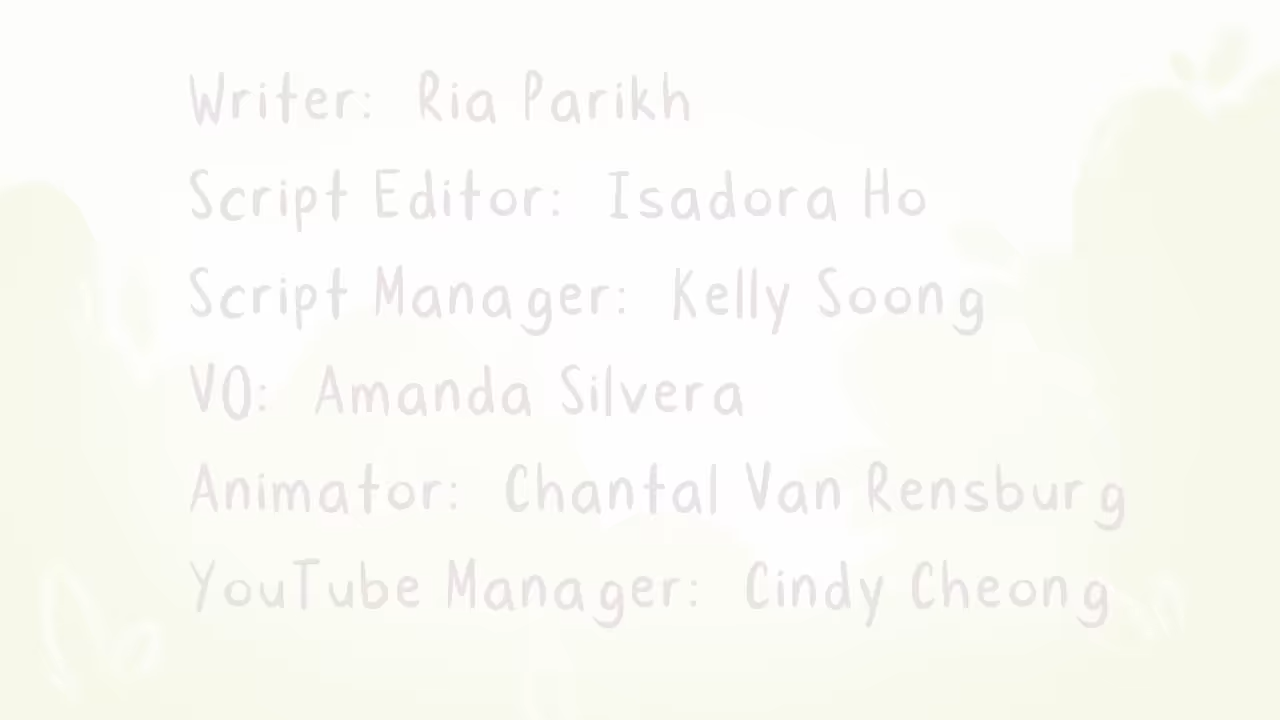 Writer: Ria Parikh
Script Editor: Isadora Ho
Script Manager: Kelly Soong
VO: Amanda Silvera
Animator: Chantal Van Rensburg
YouTube Manager: Cindy Cheong